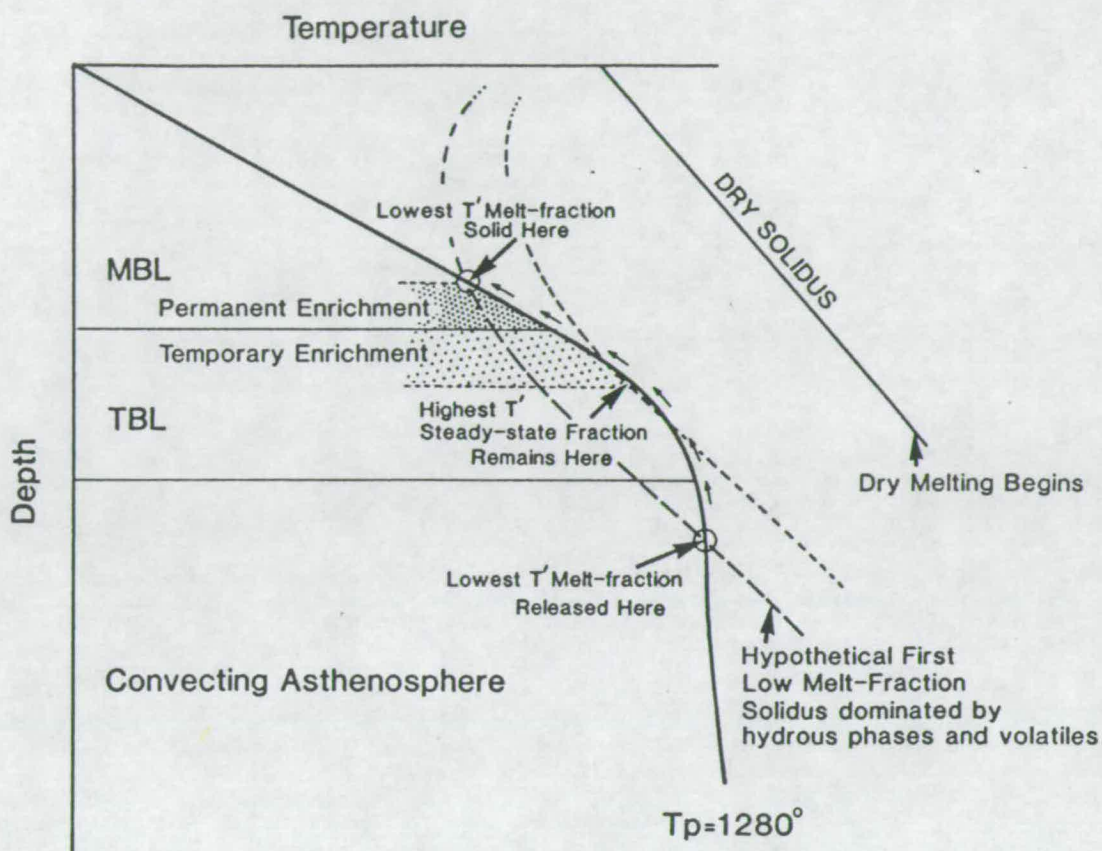 Temperature
DRY SOLIDUS
Lowest T' Melt-fraction
Solid Here
MBL
Permanent Enrichment
Temporary Enrichment
TBL
Highest T'
Steady-state Fraction
Remains Here
Dry Melting Begins
Depth
Lowest T' Melt-fraction
Released Here
Convecting Asthenosphere
Hypothetical First
Low Melt-Fraction
Solidus dominated by
hydrous phases and volatiles
Tp=1280°